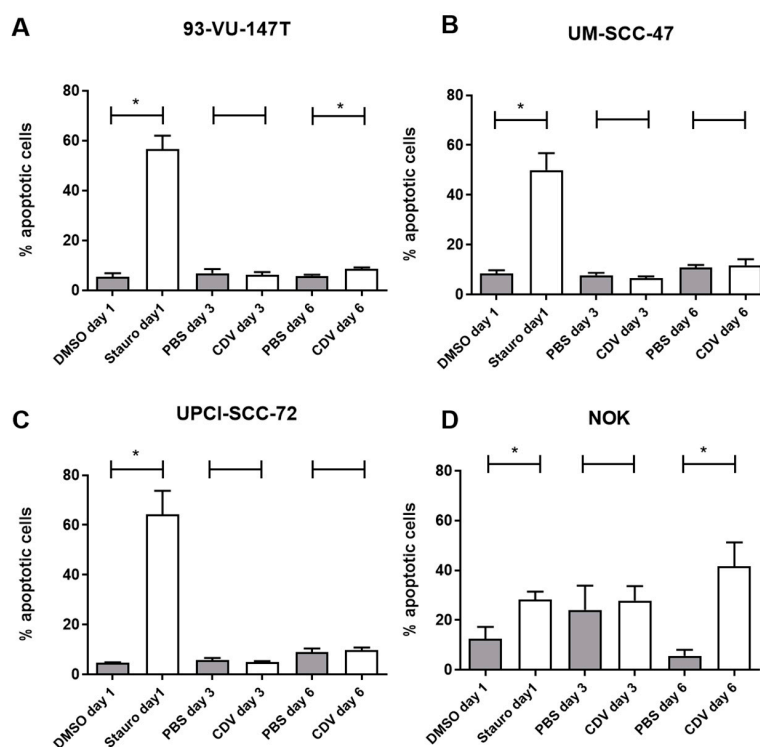 A
93-VU-147T
% apoptotic cells
80
60
40
20
0
*
*
DMSO day 1
Stauro day1
PBS day 3
CDV day 3
PBS day 6
CDV day 6
B
UM-SCC-47
% apoptotic cells
80
60
40
20
0
*
DMSO day 1
Stauro day1
PBS day 3
CDV day 3
PBS day 6
CDV day 6
C
UPCI-SCC-72
% apoptotic cells
80
60
40
20
0
*
DMSO day 1
Stauro day1
PBS day 3
CDV day 3
PBS day 6
CDV day 6
D
NOK
% apoptotic cells
80
60
40
20
0
*
*
DMSO day 1
Stauro day1
PBS day 3
CDV day 3
PBS day 6
CDV day 6